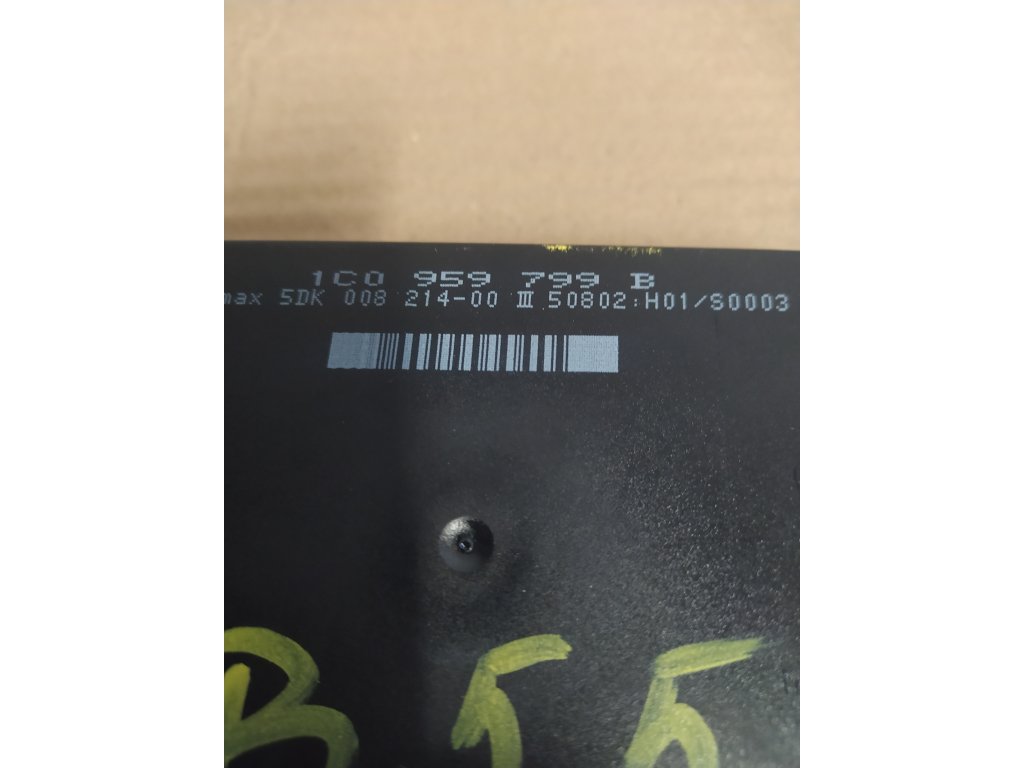 1C0 959 799 B
max 5DK 008 214-00 III 50802:H01/S0003
B55